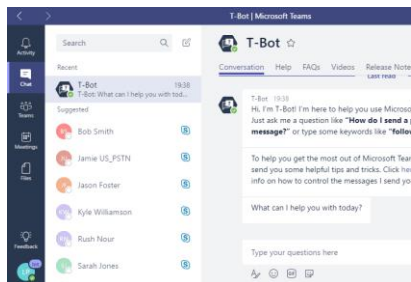 T-Bot | Microsoft Teams
Activity
Chat
Teams
Meetings
Files
Feedback
Search
Recent
T-Bot 19:38
T-Bot: What can I help you with tod...
Suggested
Bob Smith
Jamie US_PSTN
Jason Foster
Kyle Williamson
Rush Nour
Sarah Jones
T-Bot
Conversation Help FAQs Videos Release Note
Last read
T-Bot 19:38
Hi, I'm T-Bot! I'm here to help you use Microso
Just ask me a question like "How do I send a p
message?" or type some keywords like "follow
To help you get the most out of Microsoft Tear
send you some helpful tips and tricks. Click her
info on how to control the messages I send yo
What can I help you with today?
Type your questions here